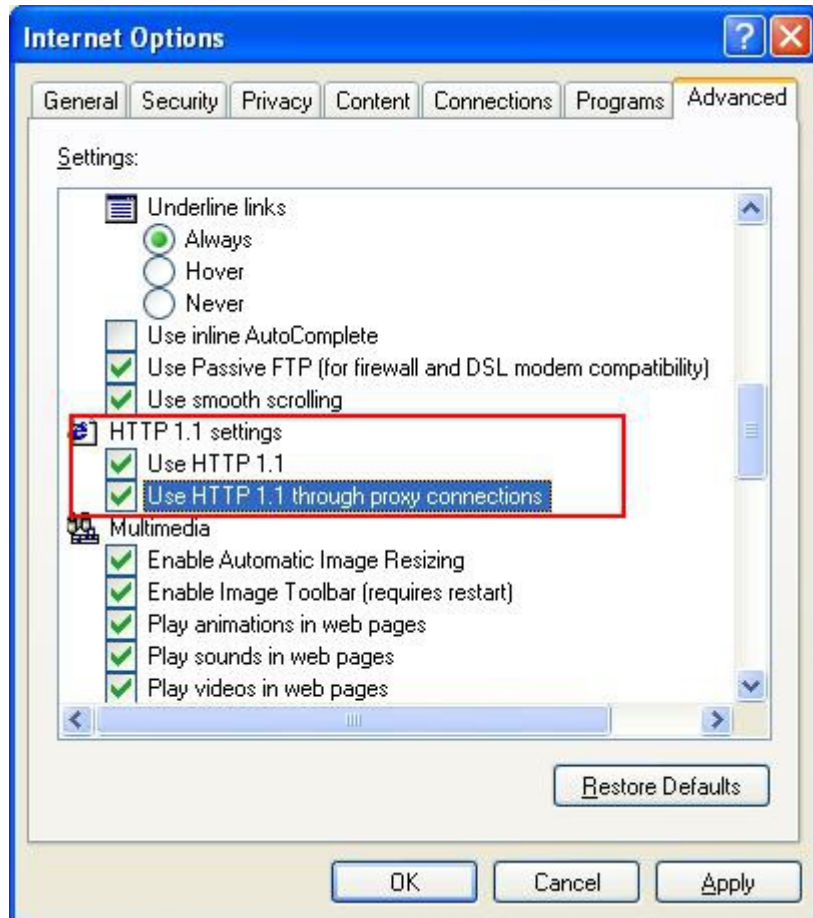 Internet Options
General Security Privacy Content Connections Programs Advanced
Settings:
Underline links
Always
Hover
Never
Use inline AutoComplete
Use Passive FTP (for firewall and DSL modem compatibility)
Use smooth scrolling
HTTP 1.1 settings
Use HTTP 1.1
Use HTTP 1.1 through proxy connections
Multimedia
Enable Automatic Image Resizing
Enable Image Toolbar (requires restart)
Play animations in web pages
Play sounds in web pages
Play videos in web pages
Restore Defaults
OK Cancel Apply